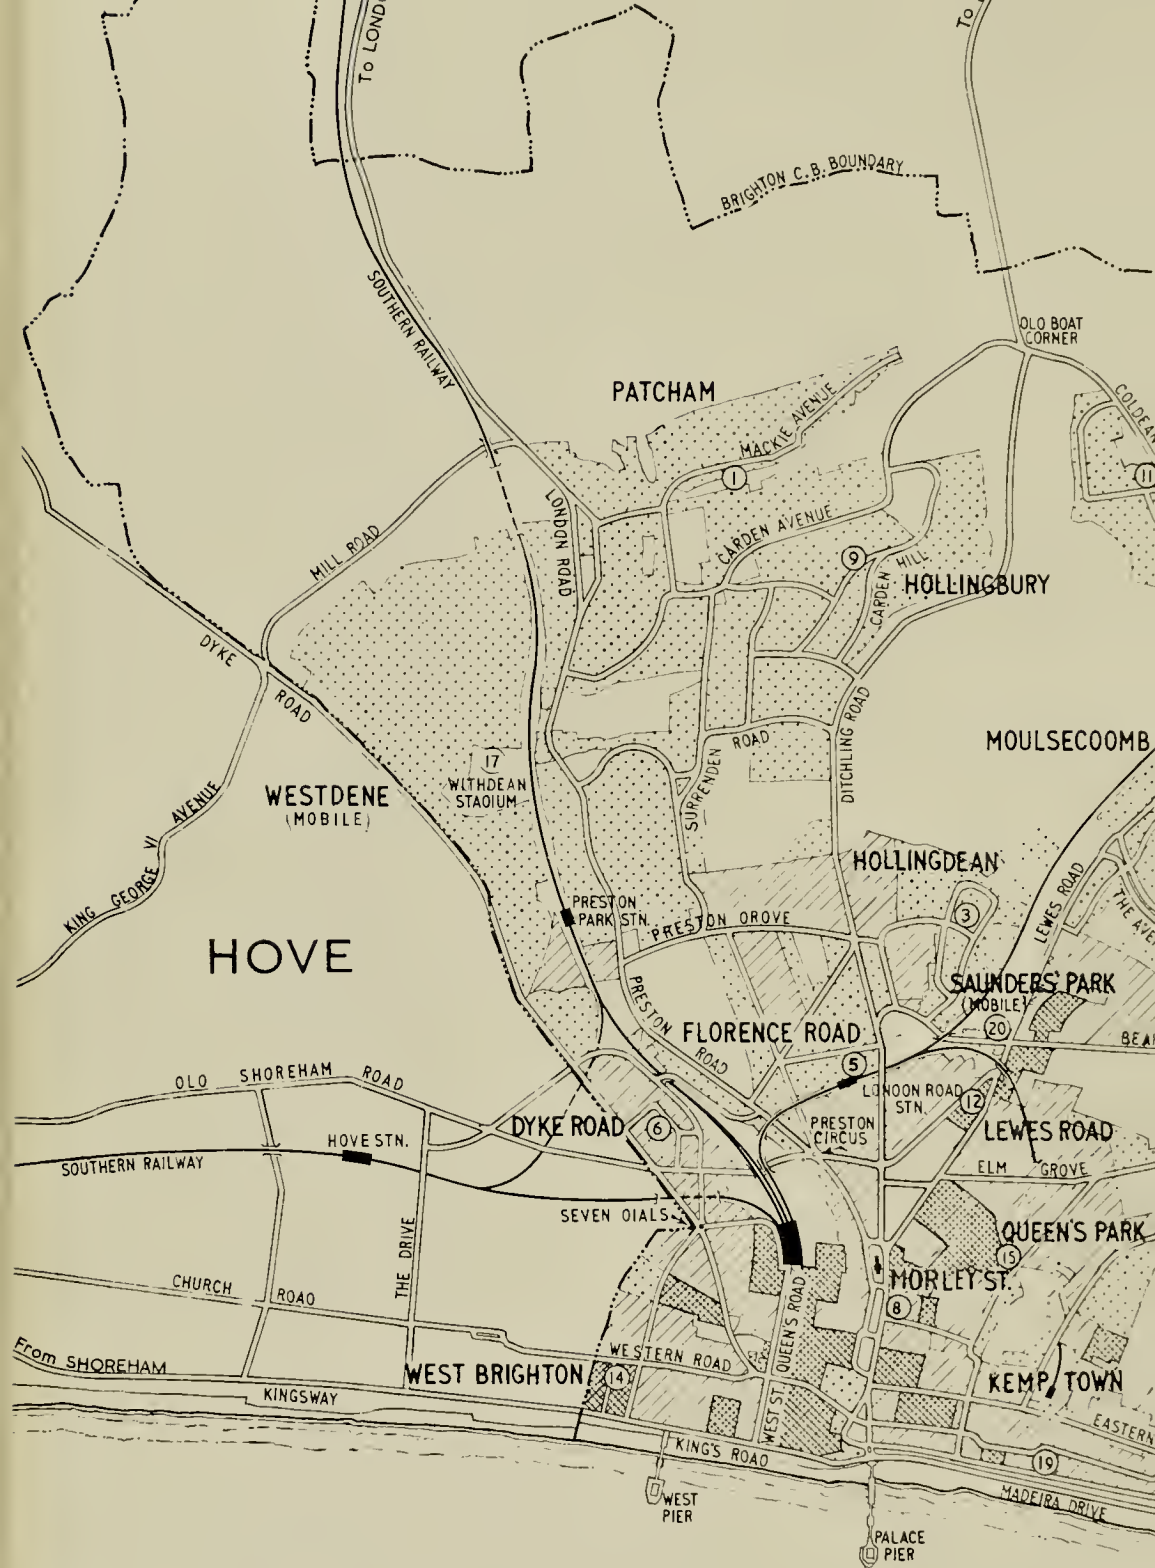 To LONDO
To
BRIGHTON C.B. BOUNDARY
SOUTHERN RAILWAY
OLD BOAT
CORNER
PATCHAM
MACKIE AVENUE
COLDEAN
1
11
LONDON ROAD
CARDEN AVENUE
MILL ROAD
9
CARDEN HILL
HOLLINGBURY
DYKE
ROAD
MOULSECOOMB
SURRENDEN ROAD
DITCHLING ROAD
17
WITHDEAN
STADIUM
WESTDENE
(MOBILE)
KING GEORGE VI AVENUE
HOLLINGDEAN
LEWES ROAD
THE AVE
3
PRESTON
PARK STN.
PRESTON DROVE
HOVE
SAUNDERS' PARK
(MOBILE)
20
PRESTON ROAD
FLORENCE ROAD
BEA
5
OLD SHOREHAM ROAD
LONDON ROAD
STN.
12
DYKE ROAD
6
PRESTON
CIRCUS
LEWES ROAD
HOVE STN.
SOUTHERN RAILWAY
ELM GROVE
SEVEN DIALS
THE DRIVE
QUEEN'S PARK
15
MORLEY ST.
8
CHURCH ROAD
QUEEN'S ROAD
From SHOREHAM
WESTERN ROAD
WEST BRIGHTON
14
KEMP TOWN
KINGSWAY
WEST ST.
EASTERN
KING'S ROAD
19
MADEIRA DRIVE
WEST
PIER
PALACE
PIER